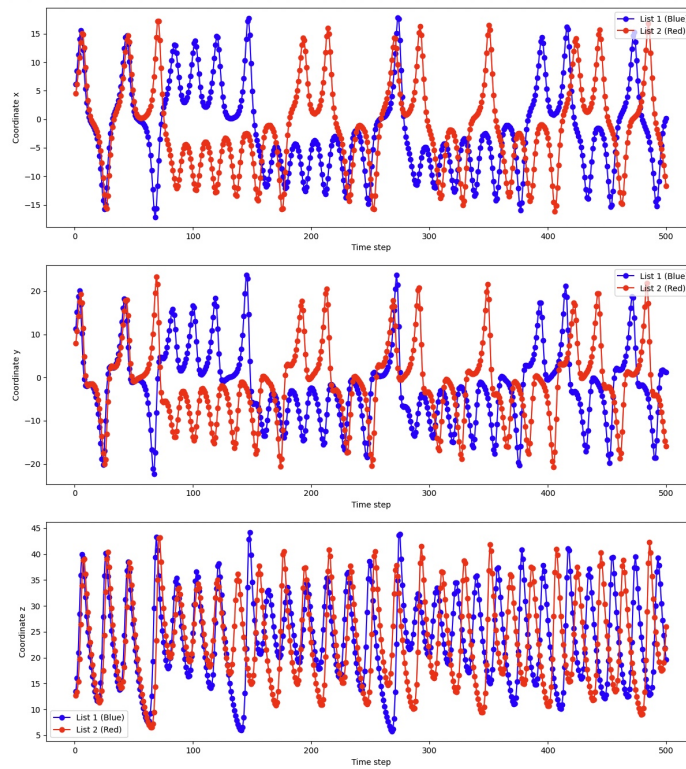 15
10
5
0
−5
−10
−15
Coordinate x
List 1 (Blue)
List 2 (Red)
0 100 200 300 400 500
Time step
20
10
0
−10
−20
Coordinate y
List 1 (Blue)
List 2 (Red)
0 100 200 300 400 500
Time step
45
40
35
30
25
20
15
10
5
Coordinate z
List 1 (Blue)
List 2 (Red)
0 100 200 300 400 500
Time step